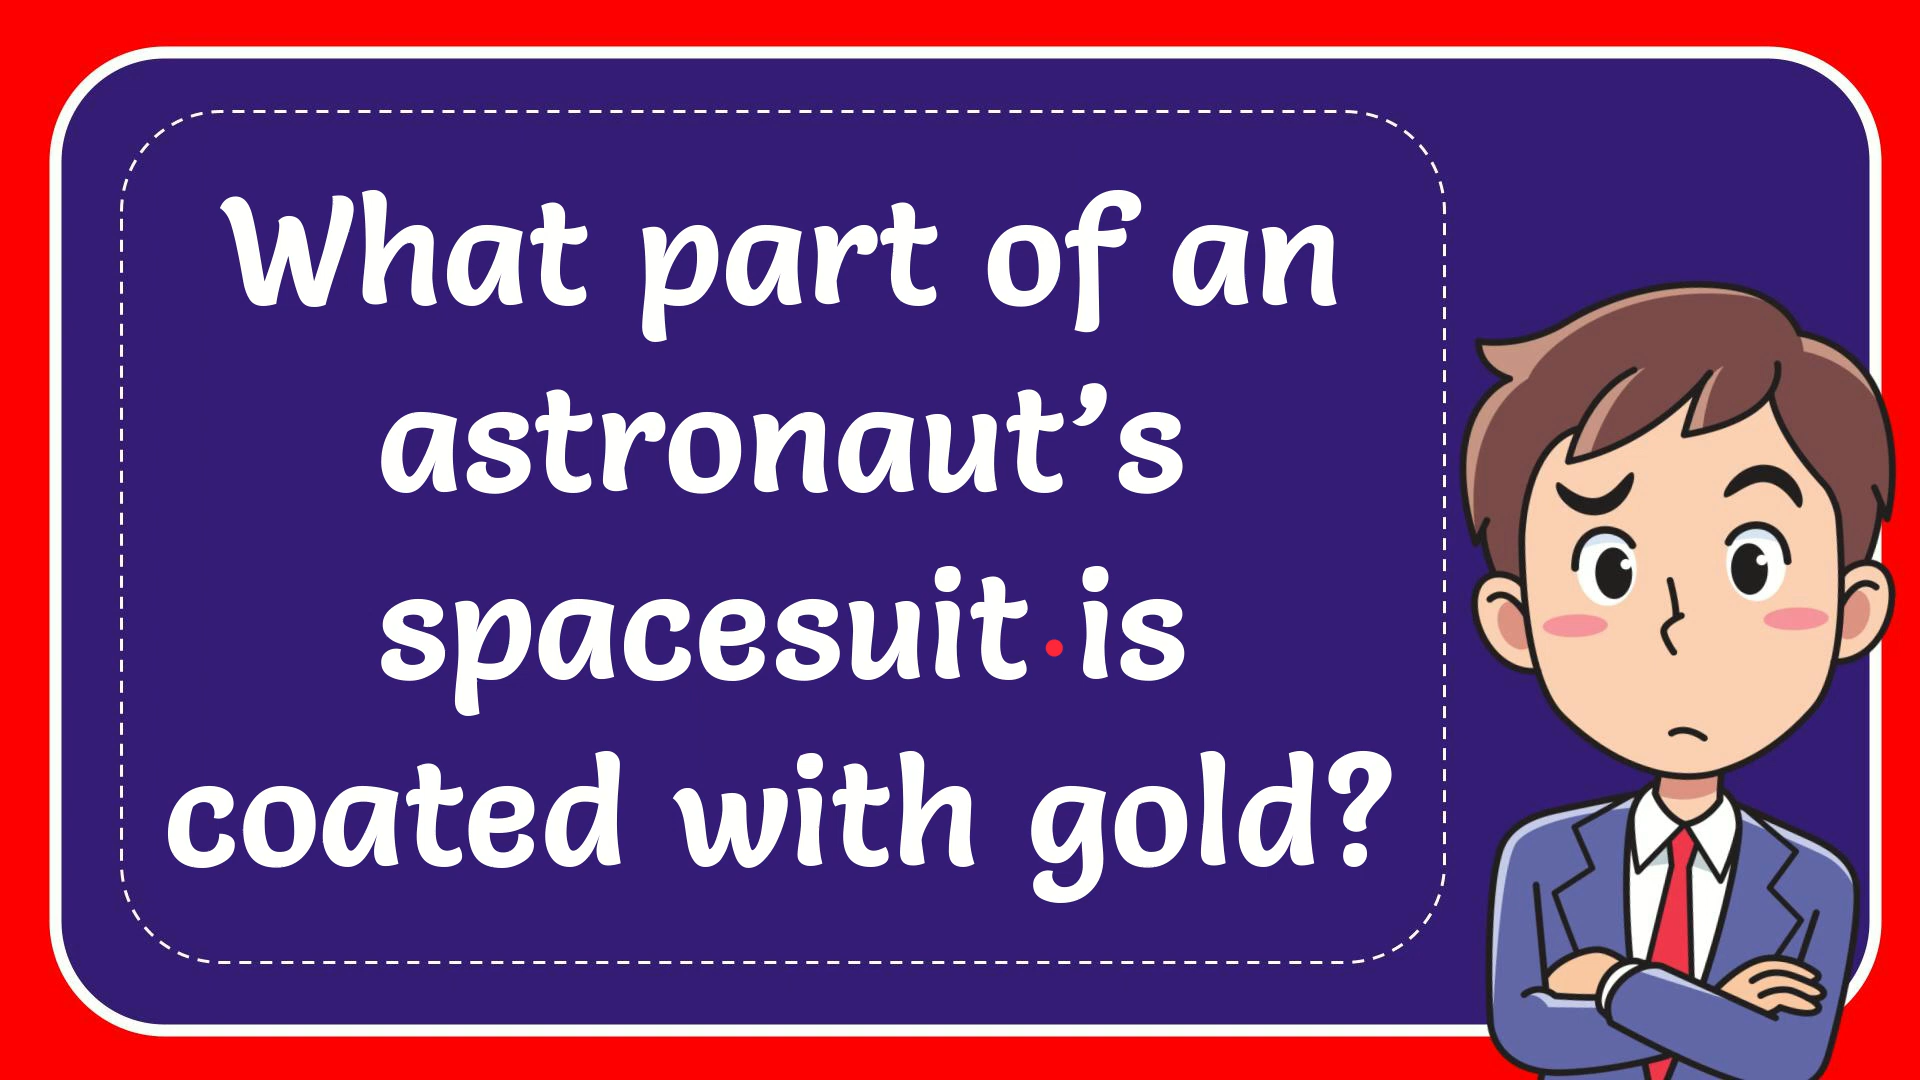 What part of an
astronaut’s
spacesuit is
coated with gold?